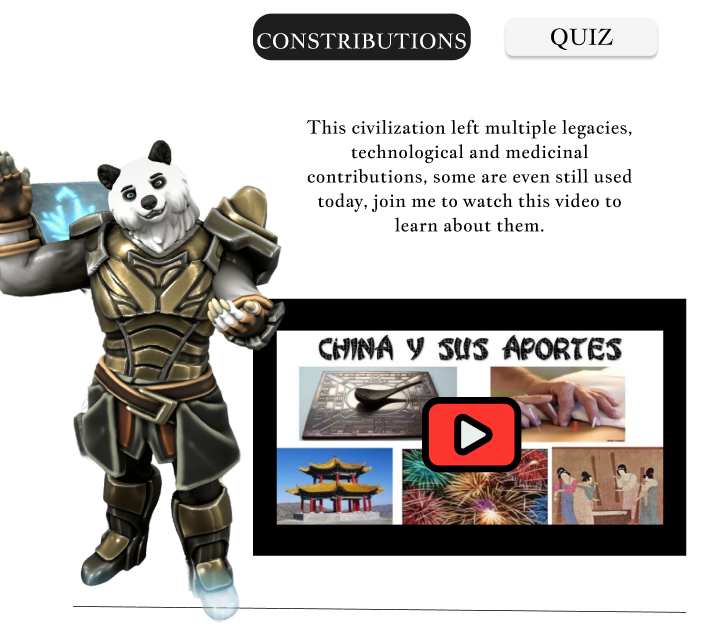 CONSTRIBUTIONS
QUIZ
This civilization left multiple legacies,
technological and medicinal
contributions, some are even still used
today, join me to watch this video to
learn about them.
CHINA Y SUS APORTES